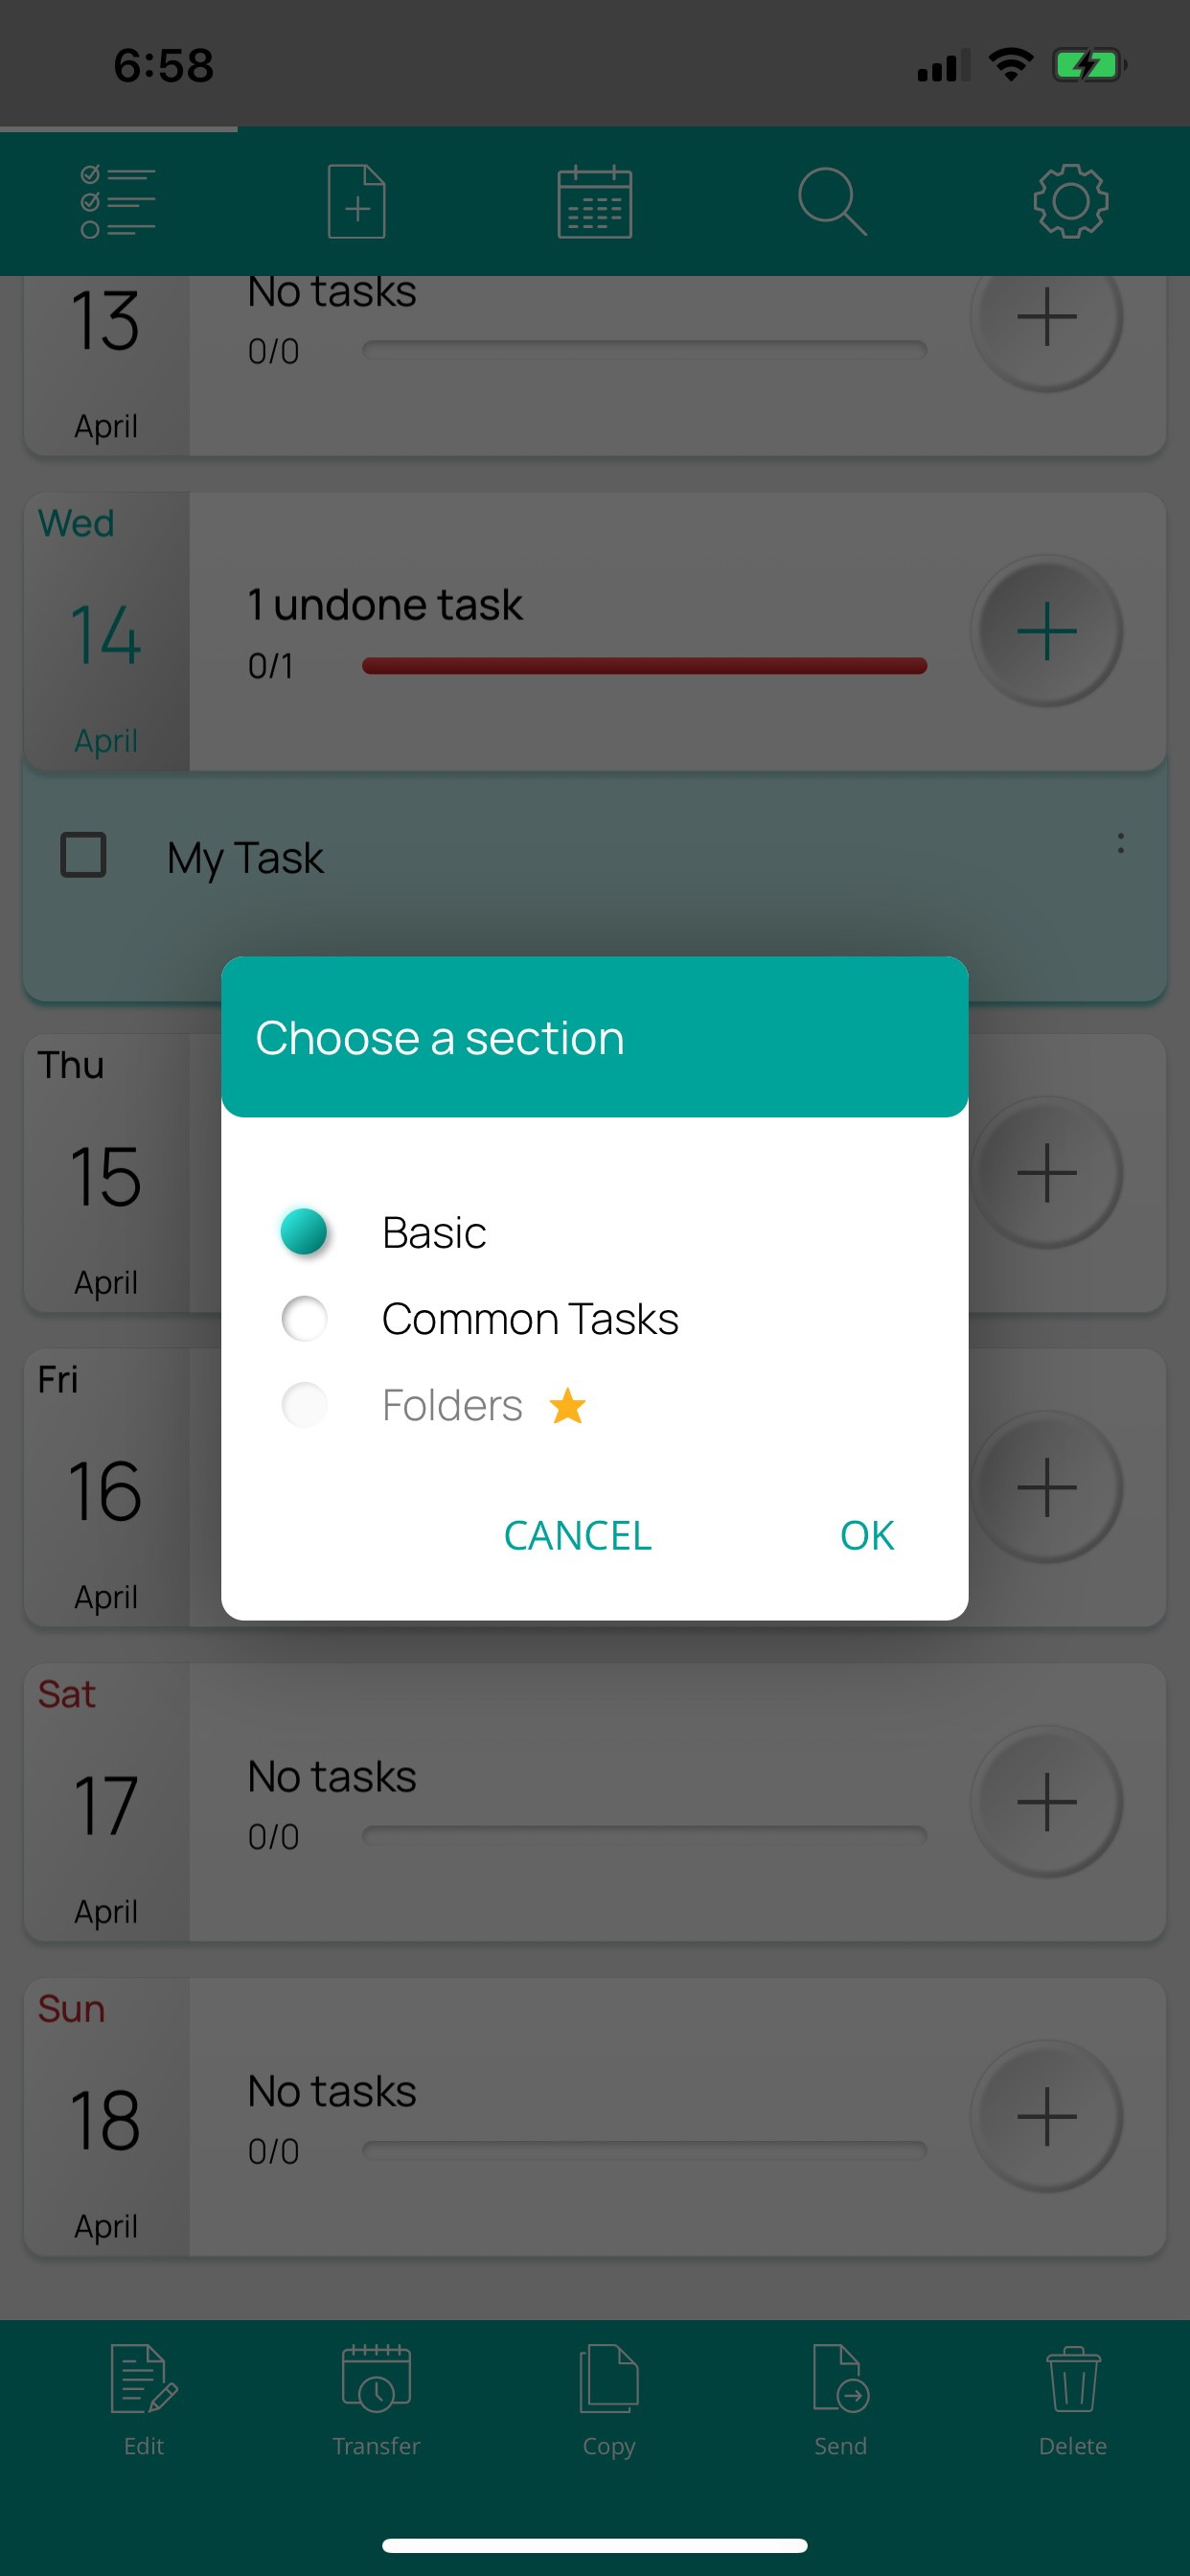 6:58
13
April
No tasks
0/0
Wed
14
April
1 undone task
0/1
My Task
Choose a section
Basic
Common Tasks
Folders
CANCEL
OK
Thu
15
April
Fri
16
April
Sat
17
April
No tasks
0/0
Sun
18
April
No tasks
0/0
Edit
Transfer
Copy
Send
Delete